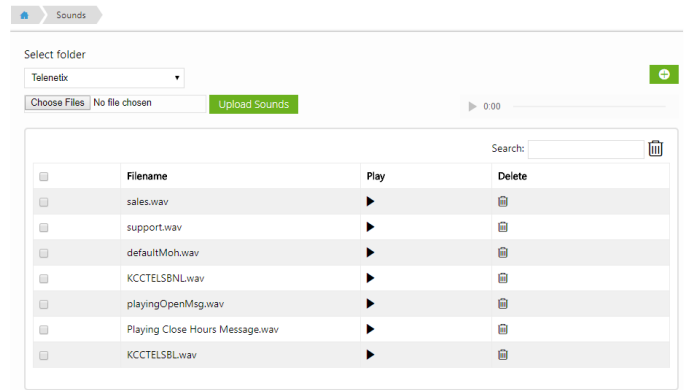 Sounds
Select folder
Telenetix
Choose Files No file chosen Upload Sounds
0:00
Search:
Filename Play Delete
sales.wav
support.wav
defaultMoh.wav
KCCTELSBNL.wav
playingOpenMsg.wav
Playing Close Hours Message.wav
KCCTELSBL.wav